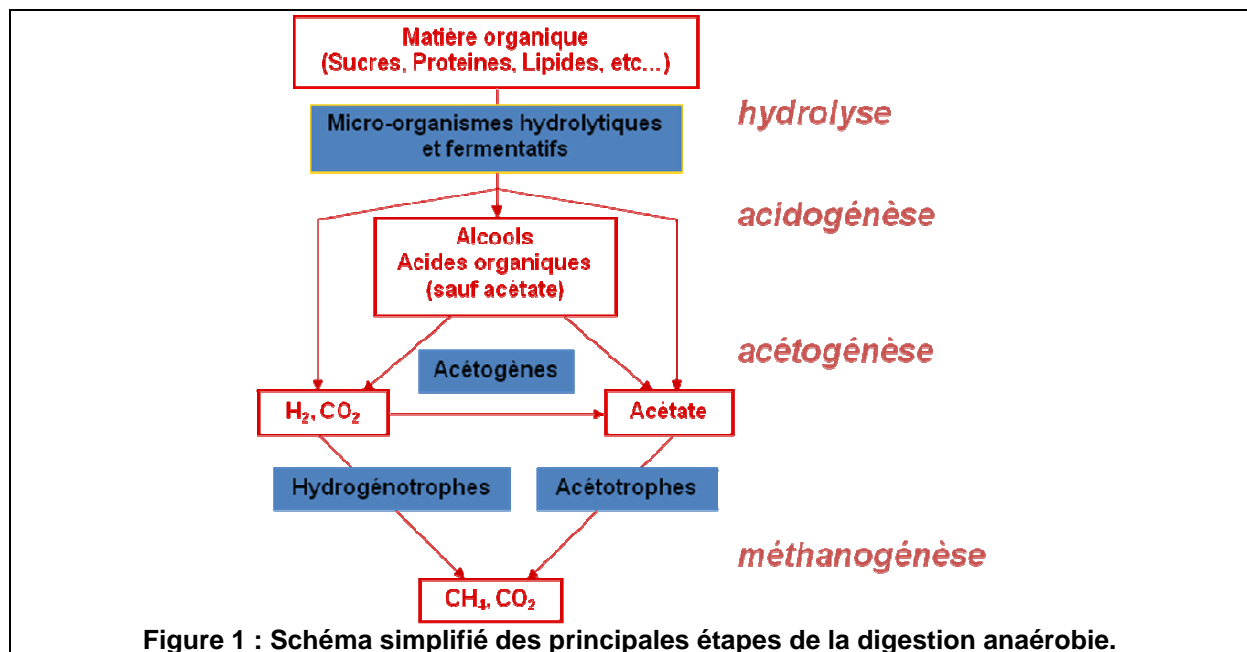 Matière organique
(Sucres, Proteines, Lipides, etc...)
hydrolyse
Micro-organismes hydrolytiques
et fermentatifs
acidogénèse
Alcools
Acides organiques
(sauf acétate)
acétogénèse
Acétogènes
H₂, CO₂
Acétate
Hydrogénotrophes
Acétotrophes
méthanogénèse
CH₄, CO₂
Figure 1 : Schéma simplifié des principales étapes de la digestion anaérobie.